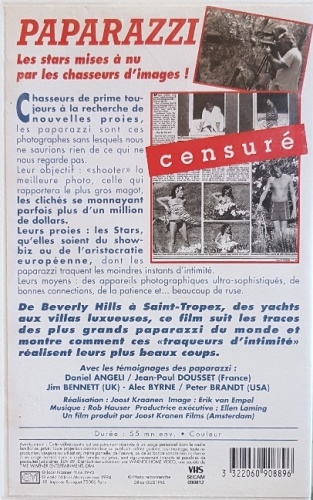 PAPARAZZI
Les stars mises à nu
par les chasseurs d'images !
Chasseurs de prime tou-
jours à la recherche de
nouvelles proies,
les paparazzi sont ces
photographes sans lesquels nous
ne saurions rien de ce qui ne
nous regarde pas.
Leur objectif : «shooter» la
meilleure photo, celle qui
rapportera le plus gros magot,
les clichés se monnayant
parfois plus d'un million
de dollars.
Leurs proies : les Stars,
qu'elles soient du show-
biz ou de l'aristocratie
européenne, dont les
paparazzi traquent les moindres instants d'intimité.
Leurs moyens : des appareils photographiques ultra-sophistiqués, de
bonnes connections, de la patience et... beaucoup de ruse.
censuré
De Beverly Hills à Saint-Tropez, des yachts
aux villas luxueuses, ce film suit les traces
des plus grands paparazzi du monde et
montre comment ces «traqueurs d'intimité»
réalisent leurs plus beaux coups.
Avec les témoignages des paparazzi :
Daniel ANGELI / Jean-Paul DOUSSET (France)
Jim BENNETT (UK) - Alec BYRNE / Peter BRANDT (USA)
Réalisation : Joost Kraanen Image : Erik van Empel
Musique : Rob Hauser Productrice exécutive : Ellen Laming
Un film produit par Joost Kranen Films (Amsterdam)
Durée : 55 mn.env. • Couleur
VHS
SECAM
3 322060 908896